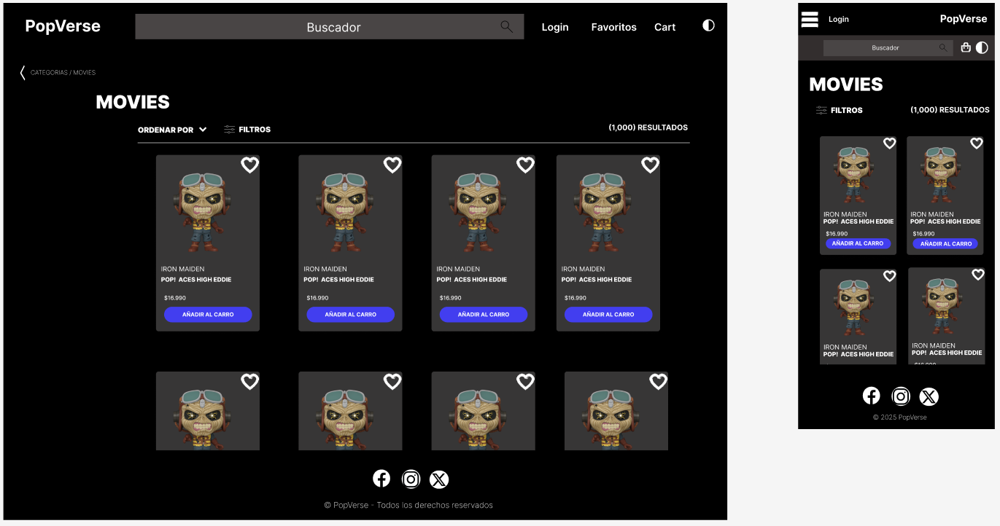 PopVerse
Buscador
Login
Favoritos
Cart
CATEGORIAS / MOVIES
MOVIES
ORDENAR POR
FILTROS
(1,000) RESULTADOS
IRON MAIDEN
POP! ACES HIGH EDDIE
$16.990
AÑADIR AL CARRO
IRON MAIDEN
POP! ACES HIGH EDDIE
$16.990
AÑADIR AL CARRO
IRON MAIDEN
POP! ACES HIGH EDDIE
$16.990
AÑADIR AL CARRO
IRON MAIDEN
POP! ACES HIGH EDDIE
$16.990
AÑADIR AL CARRO
© PopVerse - Todos los derechos reservados
Login
PopVerse
Buscador
MOVIES
FILTROS
(1,000) RESULTADOS
IRON MAIDEN
POP! ACES HIGH EDDIE
$16.990
AÑADIR AL CARRO
IRON MAIDEN
POP! ACES HIGH EDDIE
$16.990
AÑADIR AL CARRO
IRON MAIDEN
POP! ACES HIGH EDDIE
IRON MAIDEN
POP! ACES HIGH EDDIE
© 2025 PopVerse